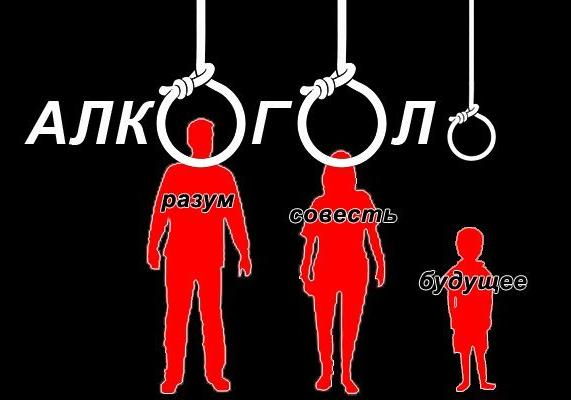 АЛКОГОЛЬ
разум
совесть
будущее